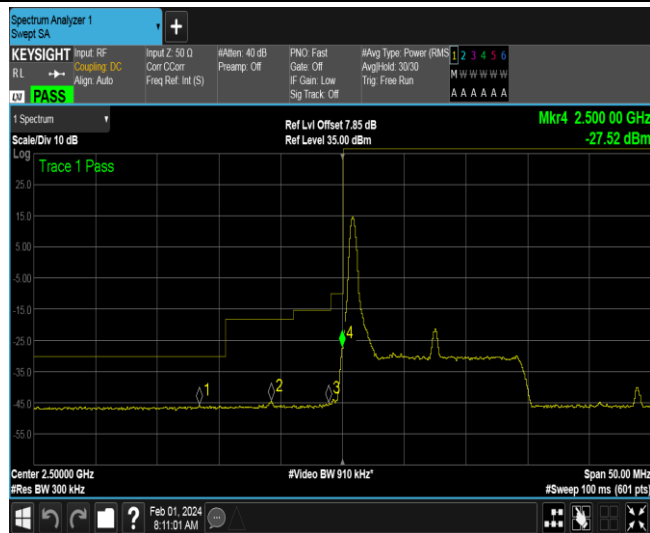 Spectrum Analyzer 1
Swept SA
+
KEYSIGHT Input: RF Input Z: 50 Ω #Atten: 40 dB PNO: Fast #Avg Type: Power (RMS 1 2 3 4 5 6
RL Coupling: DC Corr CCorr Preamp: Off Gate: Off Avg|Hold: 30/30 M W W W W W
Align: Auto Freq Ref: Int (S) IF Gain: Low Trig: Free Run
Sig Track: Off A A A A A A
LXI PASS
1 Spectrum Ref Lvl Offset 7.85 dB Mkr4 2.500 00 GHz
Scale/Div 10 dB Ref Level 35.00 dBm -27.52 dBm
Log
Trace 1 Pass
25.0
15.0
5.00
-5.00
-15.0
4
-25.0
-35.0
1 2 3
-45.0
-55.0
Center 2.50000 GHz #Video BW 910 kHz* Span 50.00 MHz
#Res BW 300 kHz #Sweep 100 ms (601 pts)
? Feb 01, 2024
8:11:01 AM